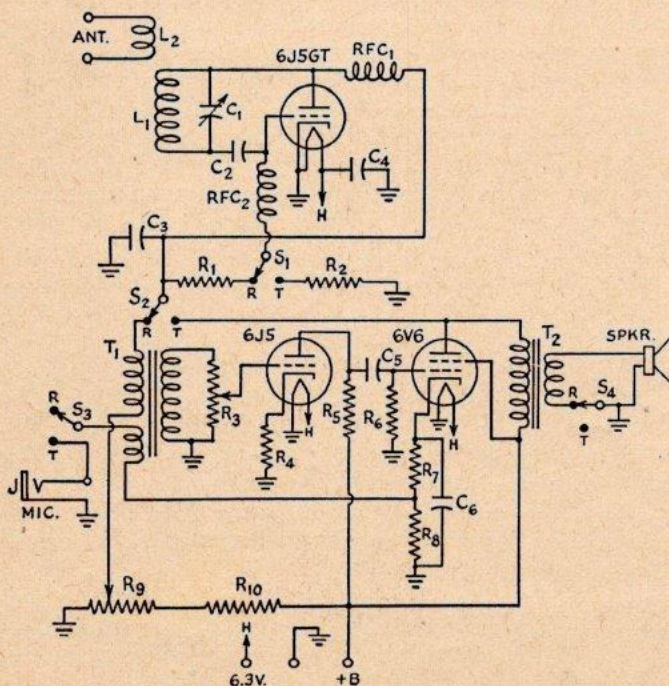 ANT.
L2
6J5GT
RFC1
L1
C1
C2
C4
RFC2
H
C3
S1
R1
R2
R
T
S2
R
T
T1
6J5
6V6
T2
SPKR.
C5
R
S3
R3
R5
R6
R
S4
T
T
H
H
R4
R7
J
V
C6
MIC.
R8
R9
R10
H
6.3V.
+B